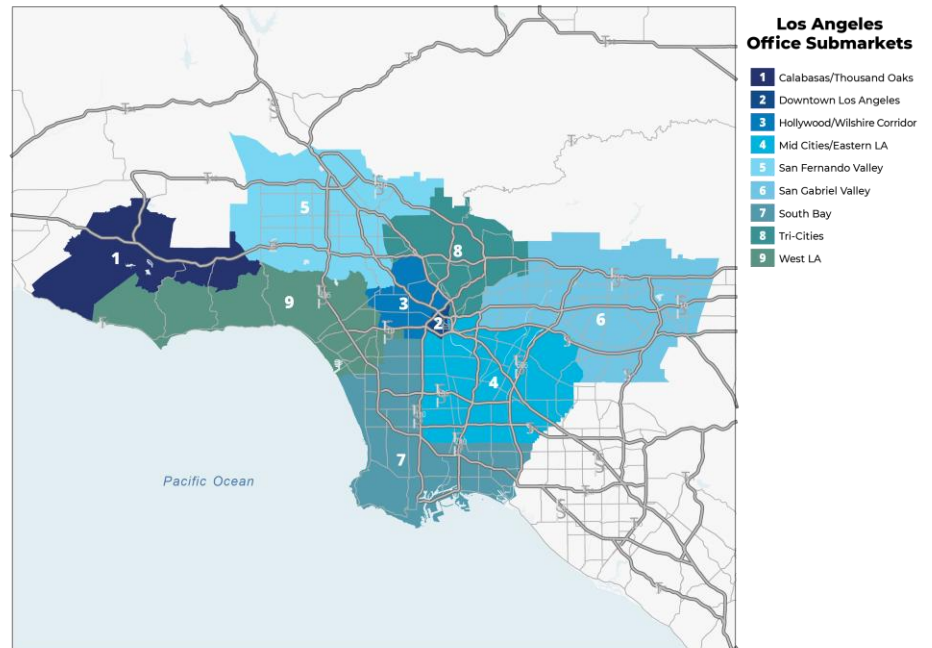 Los Angeles
Office Submarkets
1 Calabasas/Thousand Oaks
2 Downtown Los Angeles
3 Hollywood/Wilshire Corridor
4 Mid Cities/Eastern LA
5 San Fernando Valley
6 San Gabriel Valley
7 South Bay
8 Tri-Cities
9 West LA
5
8
1
9
3
2
6
4
7
Pacific Ocean